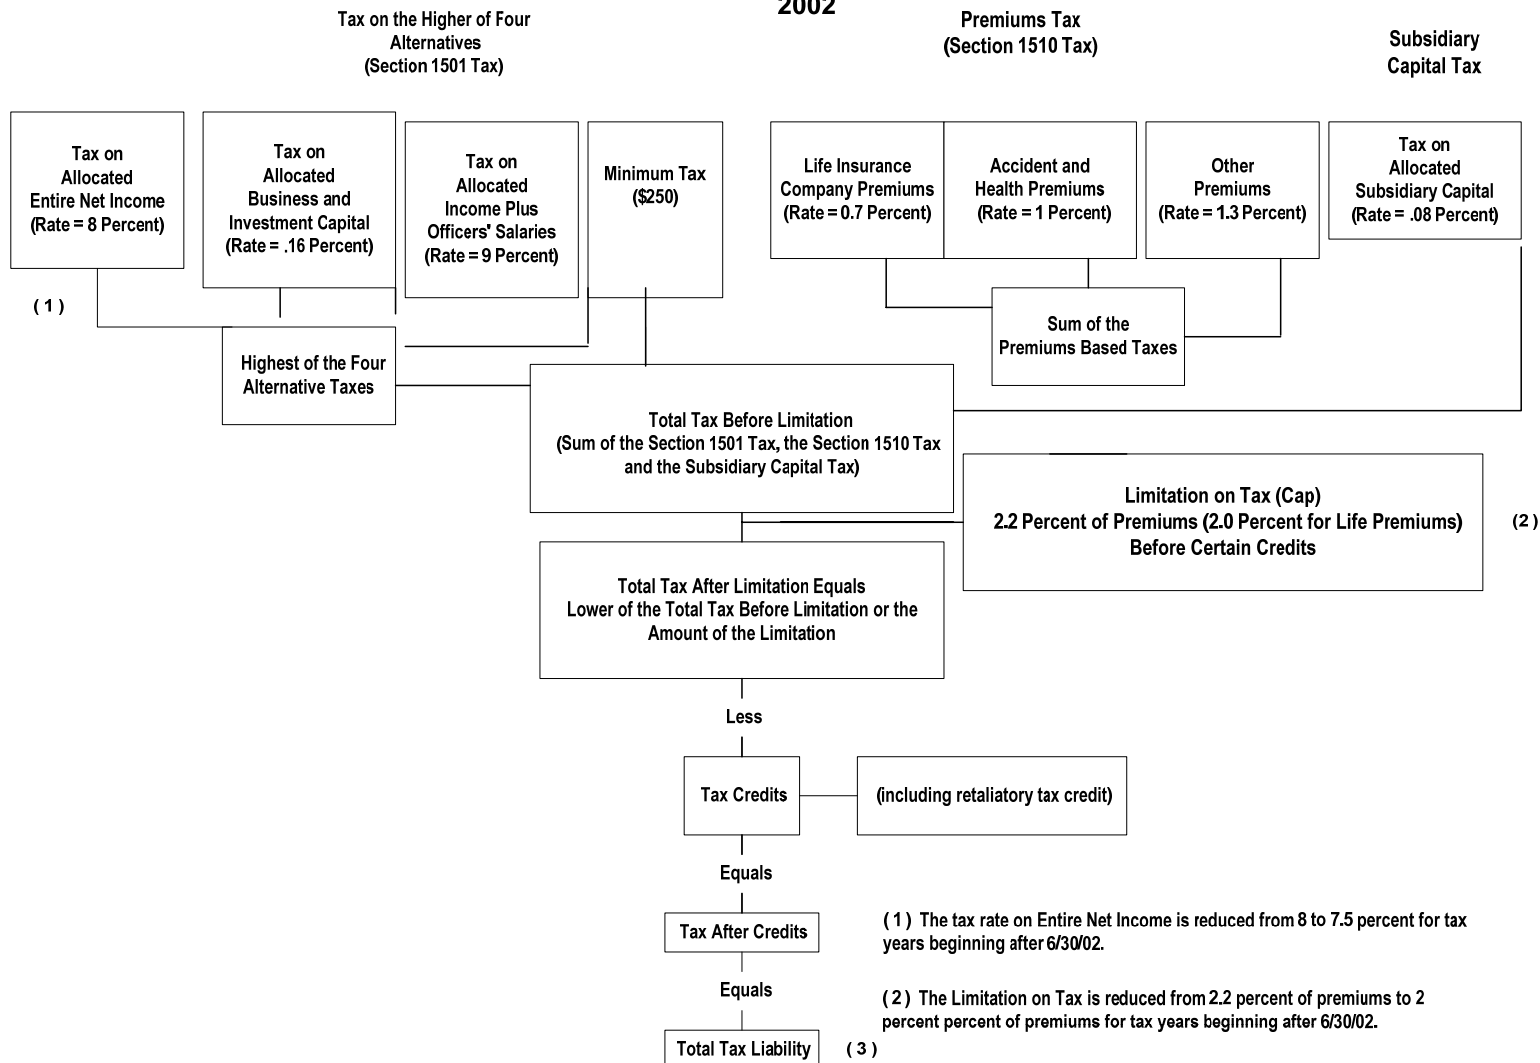 2002
Tax on the Higher of Four
Alternatives
(Section 1501 Tax)
Premiums Tax
(Section 1510 Tax)
Subsidiary
Capital Tax
Tax on
Allocated
Entire Net Income
(Rate = 8 Percent)
Tax on
Allocated
Business and
Investment Capital
(Rate = .16 Percent)
Tax on
Allocated
Income Plus
Officers' Salaries
(Rate = 9 Percent)
Minimum Tax
($250)
Life Insurance
Company Premiums
(Rate = 0.7 Percent)
Accident and
Health Premiums
(Rate = 1 Percent)
Other
Premiums
(Rate = 1.3 Percent)
Tax on
Allocated
Subsidiary Capital
(Rate = .08 Percent)
( 1 )
Highest of the Four
Alternative Taxes
Sum of the
Premiums Based Taxes
Total Tax Before Limitation
(Sum of the Section 1501 Tax, the Section 1510 Tax
and the Subsidiary Capital Tax)
Limitation on Tax (Cap)
2.2 Percent of Premiums (2.0 Percent for Life Premiums)
Before Certain Credits
(2 )
Total Tax After Limitation Equals
Lower of the Total Tax Before Limitation or the
Amount of the Limitation
Less
Tax Credits
(including retaliatory tax credit)
Equals
Tax After Credits
Equals
Total Tax Liability
( 3 )
( 1 ) The tax rate on Entire Net Income is reduced from 8 to 7.5 percent for tax
years beginning after 6/30/02.
( 2 ) The Limitation on Tax is reduced from 2.2 percent of premiums to 2
percent percent of premiums for tax years beginning after 6/30/02.